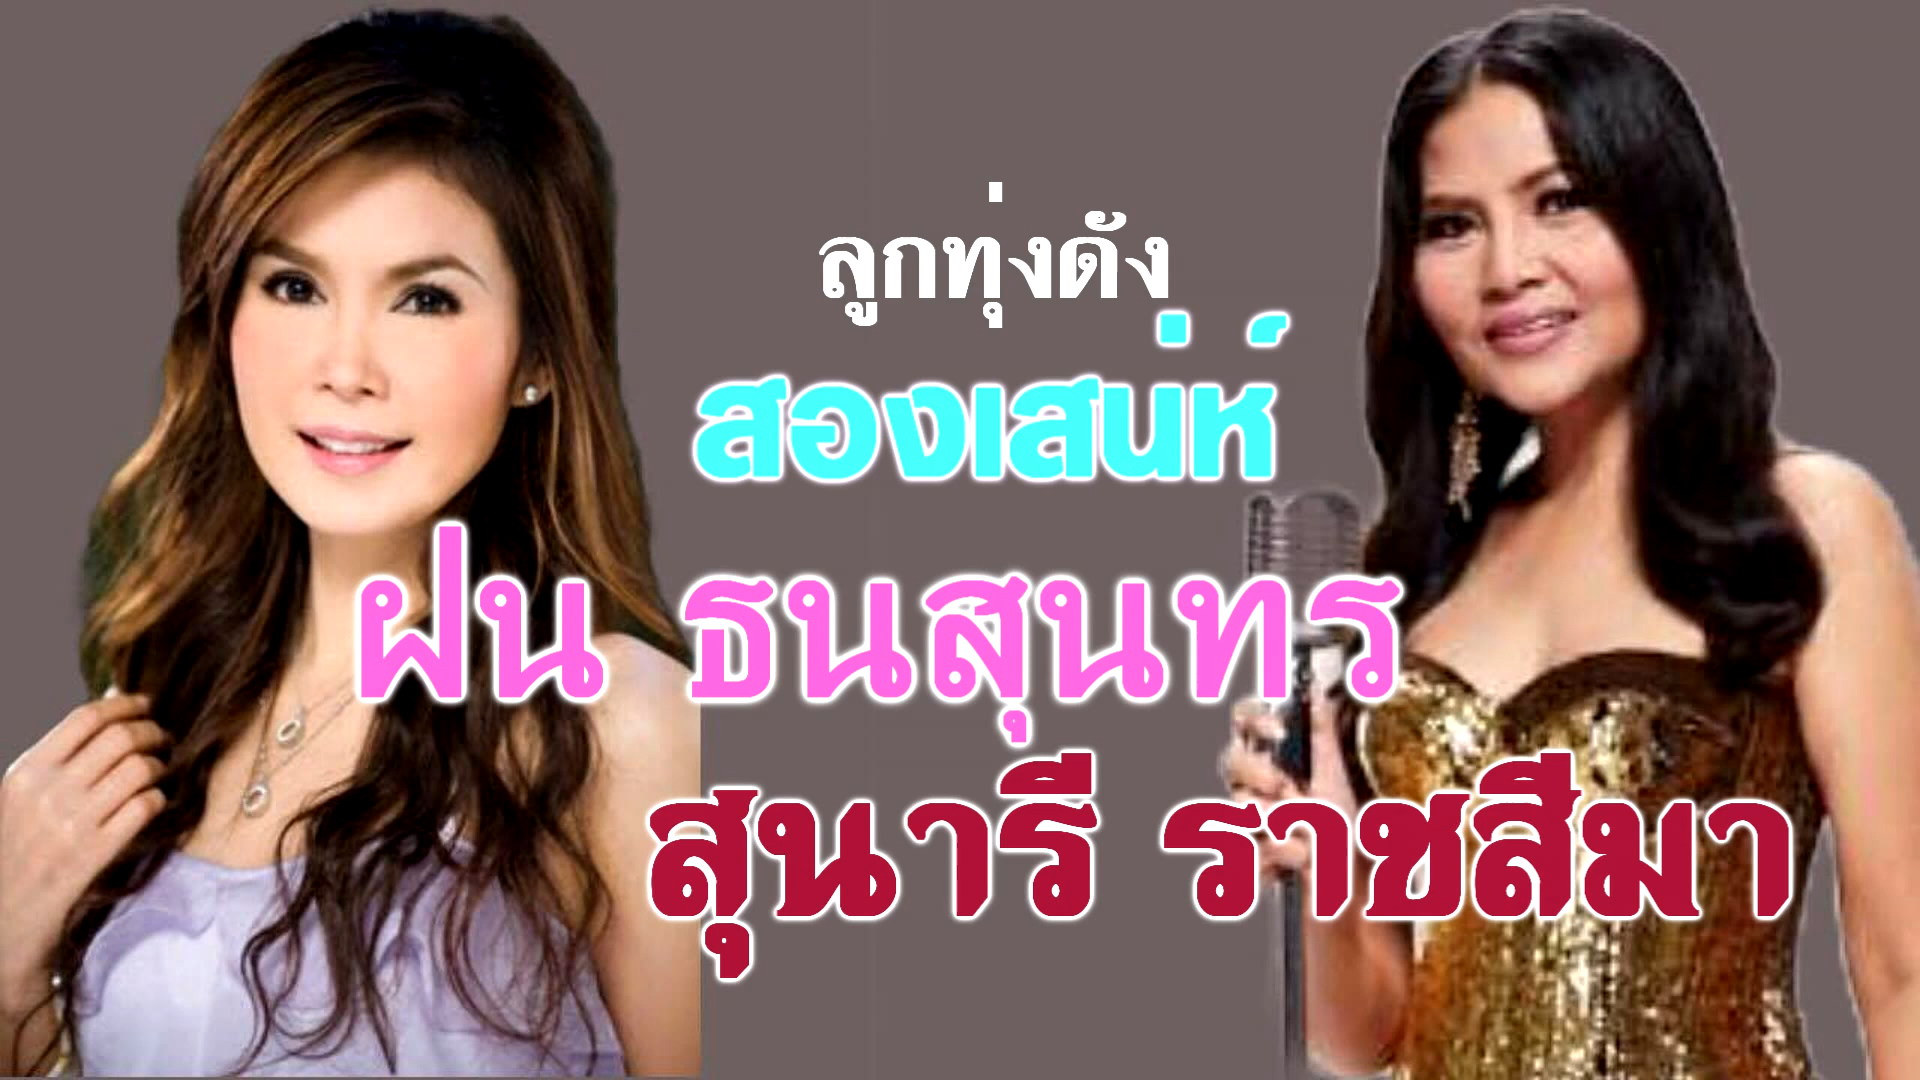 ลูกทุ่งดัง
สองเสน่ห์
ฝน ธนสุนทร
สุนารี ราชสีมา